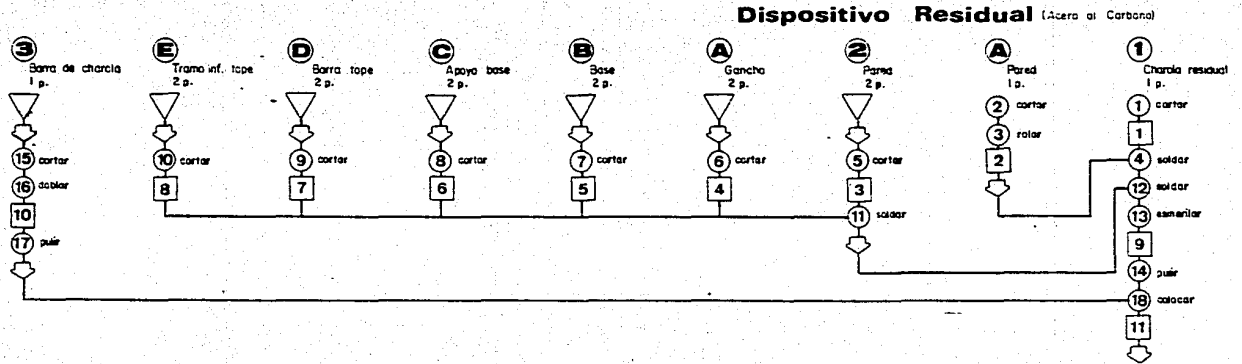 Dispositivo Residual (Acero al Carbono)
3
Barra de charola
1 p.
15 cortar
16 doblar
10
17 pulir
E
Tramo inf. tope
2 p.
10 cortar
8
D
Barra tope
2 p.
9 cortar
7
C
Apoyo base
2 p.
8 cortar
6
B
Base
2 p.
7 cortar
5
A
Gancho
2 p.
6 cortar
4
2
Pared
2 p.
5 cortar
3
11 soldar
A
Pared
1 p.
2 cortar
3 rolar
2
1
Charola residual
1 p.
1 cortar
1
4 soldar
12 soldar
13 esmerilar
9
14 pulir
18 colocar
11